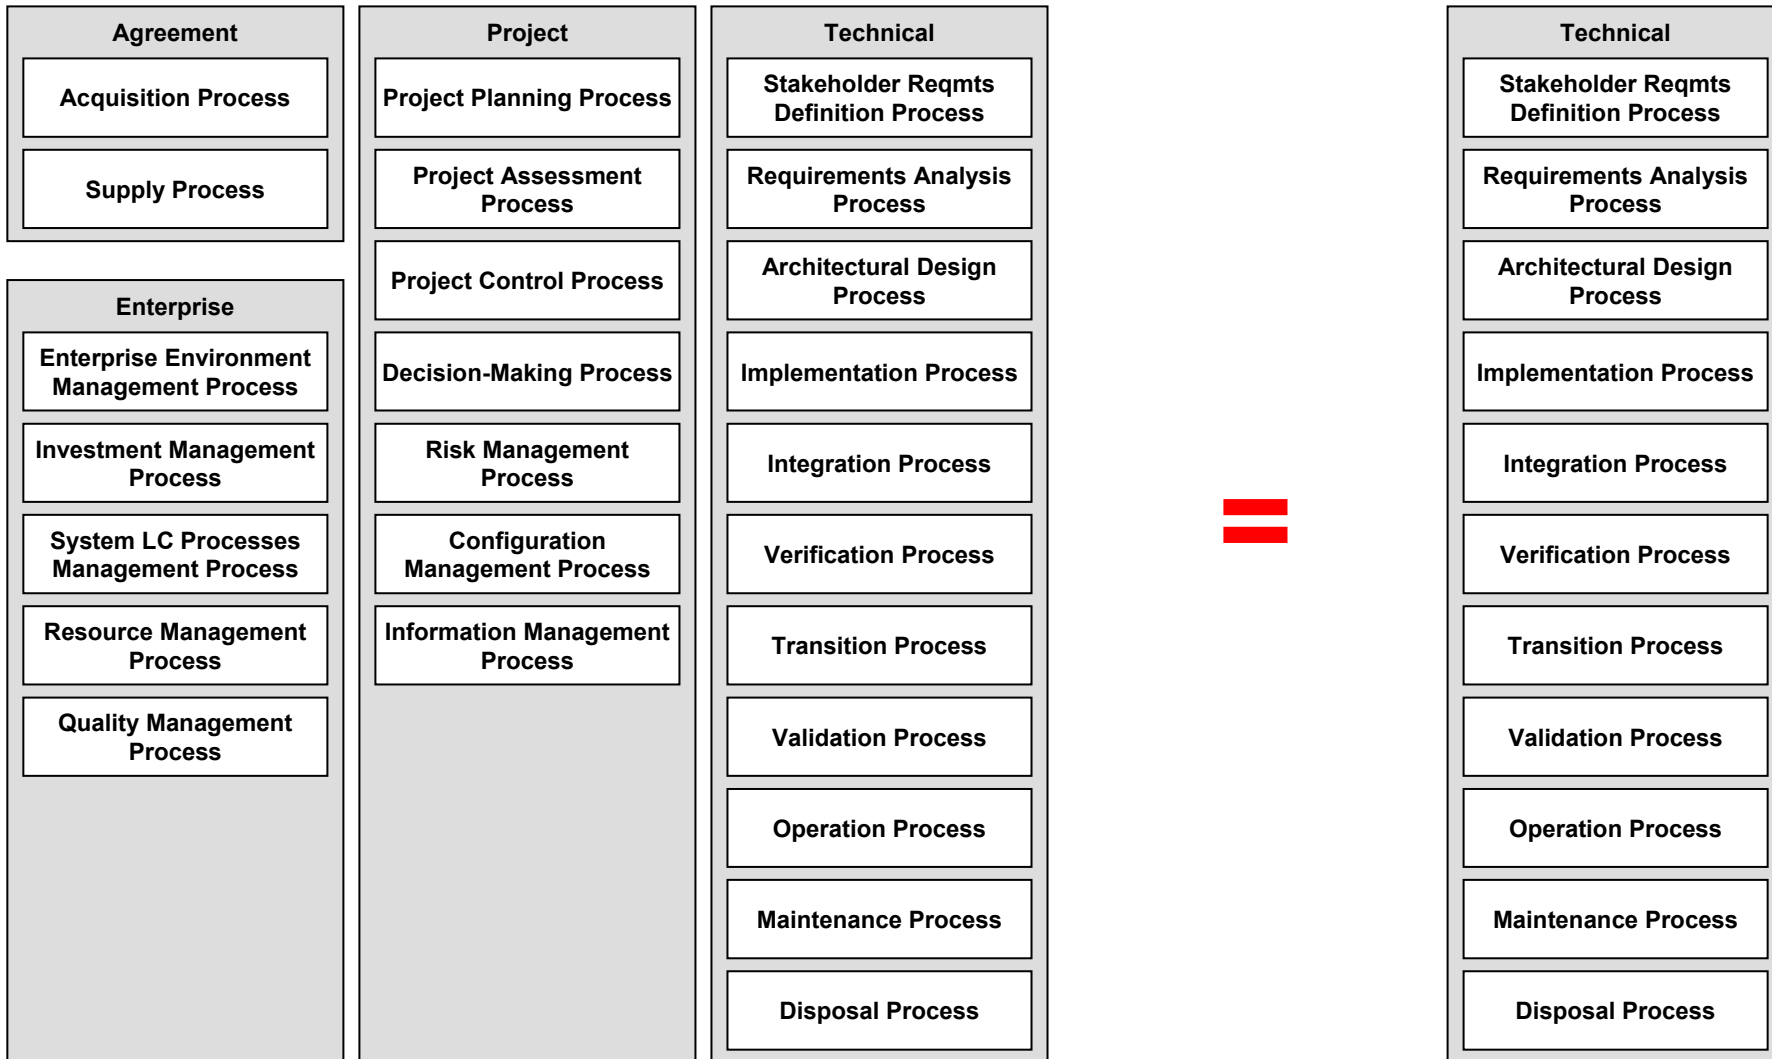 Agreement
Acquisition Process
Supply Process
Enterprise
Enterprise Environment
Management Process
Investment Management
Process
System LC Processes
Management Process
Resource Management
Process
Quality Management
Process
Project
Project Planning Process
Project Assessment
Process
Project Control Process
Decision-Making Process
Risk Management
Process
Configuration
Management Process
Information Management
Process
Technical
Stakeholder Reqmts
Definition Process
Requirements Analysis
Process
Architectural Design
Process
Implementation Process
Integration Process
Verification Process
Transition Process
Validation Process
Operation Process
Maintenance Process
Disposal Process
=
Technical
Stakeholder Reqmts
Definition Process
Requirements Analysis
Process
Architectural Design
Process
Implementation Process
Integration Process
Verification Process
Transition Process
Validation Process
Operation Process
Maintenance Process
Disposal Process